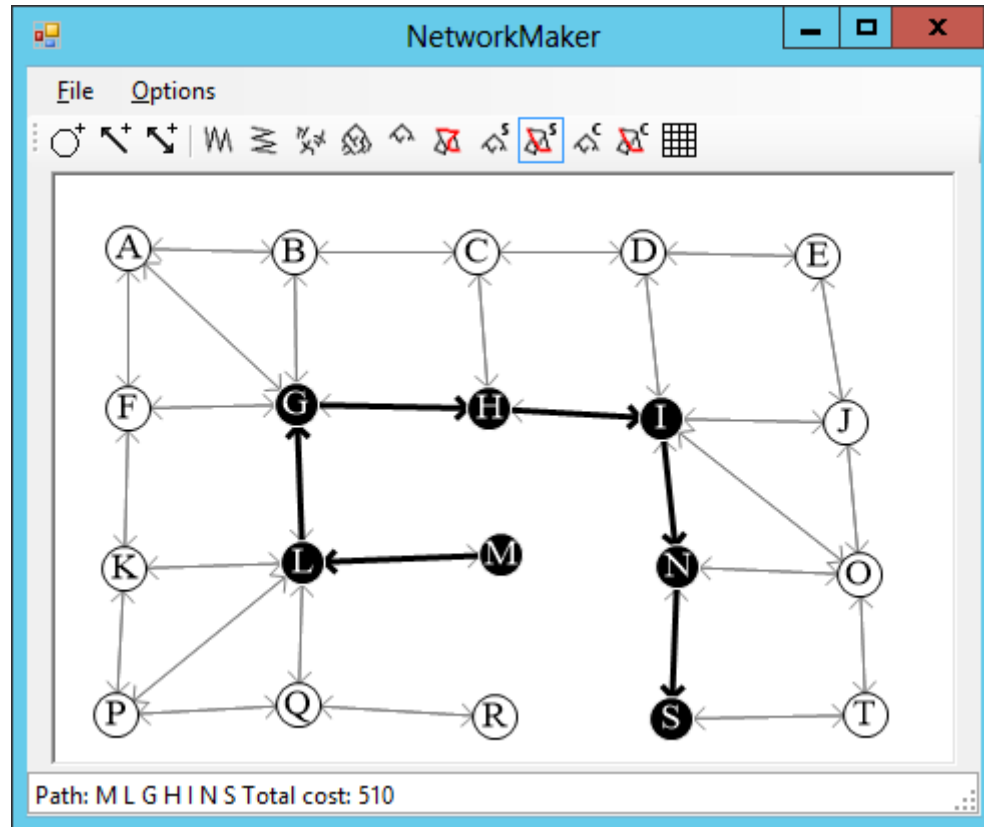 NetworkMaker
File Options
S S C C
A B C D E
F G H I J
K L M N O
P Q R S T
Path: M L G H I N S Total cost: 510